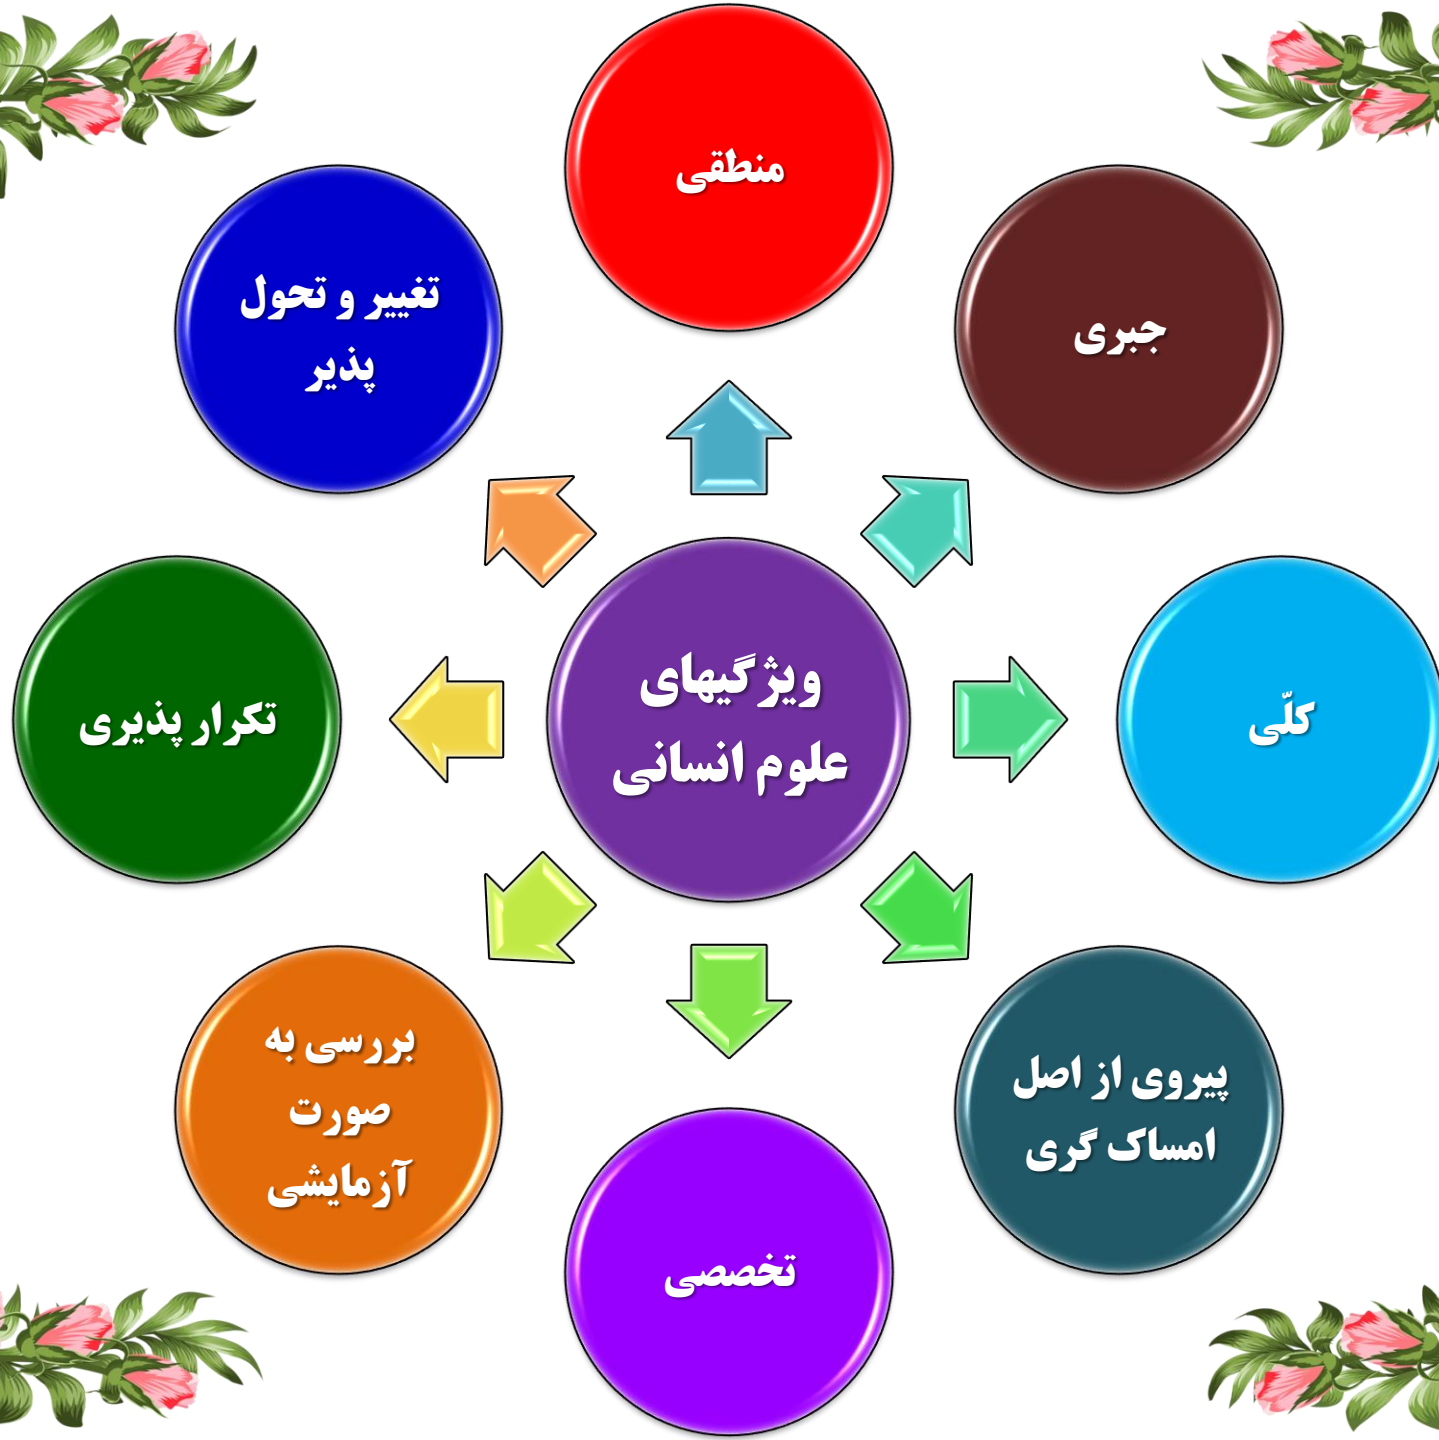 منطقی
جبری
کلّی
پیروی از اصل
امساک گری
تخصصی
بررسی به
صورت
آزمایشی
تکرار پذیری
تغییر و تحول
پذیر
ویژگیهای
علوم انسانی